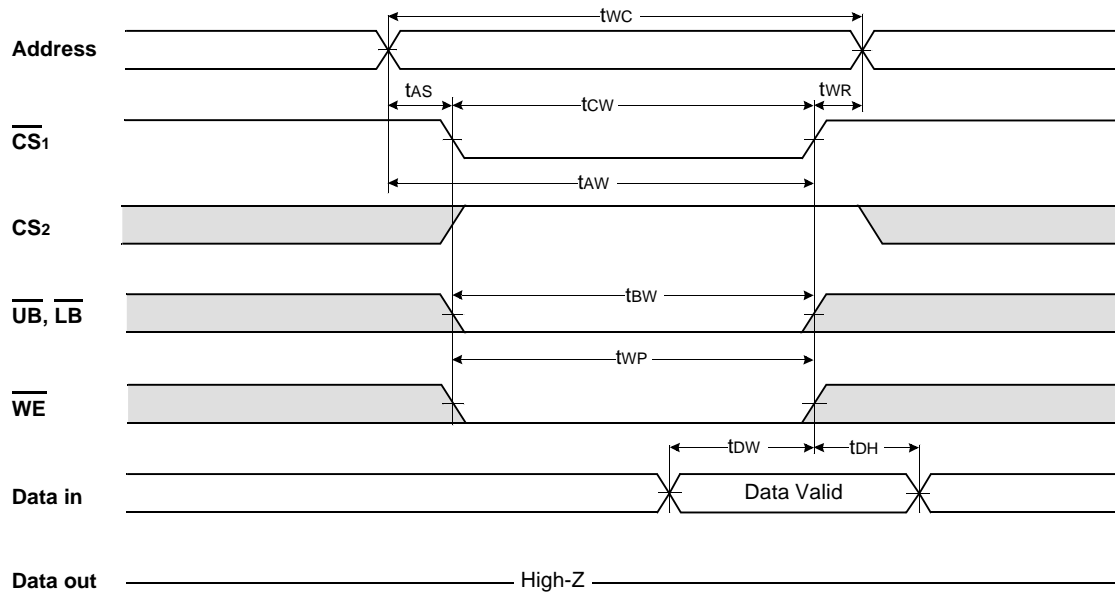 tWC
Address
tAS
tCW
tWR
CS1
tAW
CS2
tBW
UB, LB
tWP
WE
tDW
tDH
Data in
Data Valid
Data out
High-Z